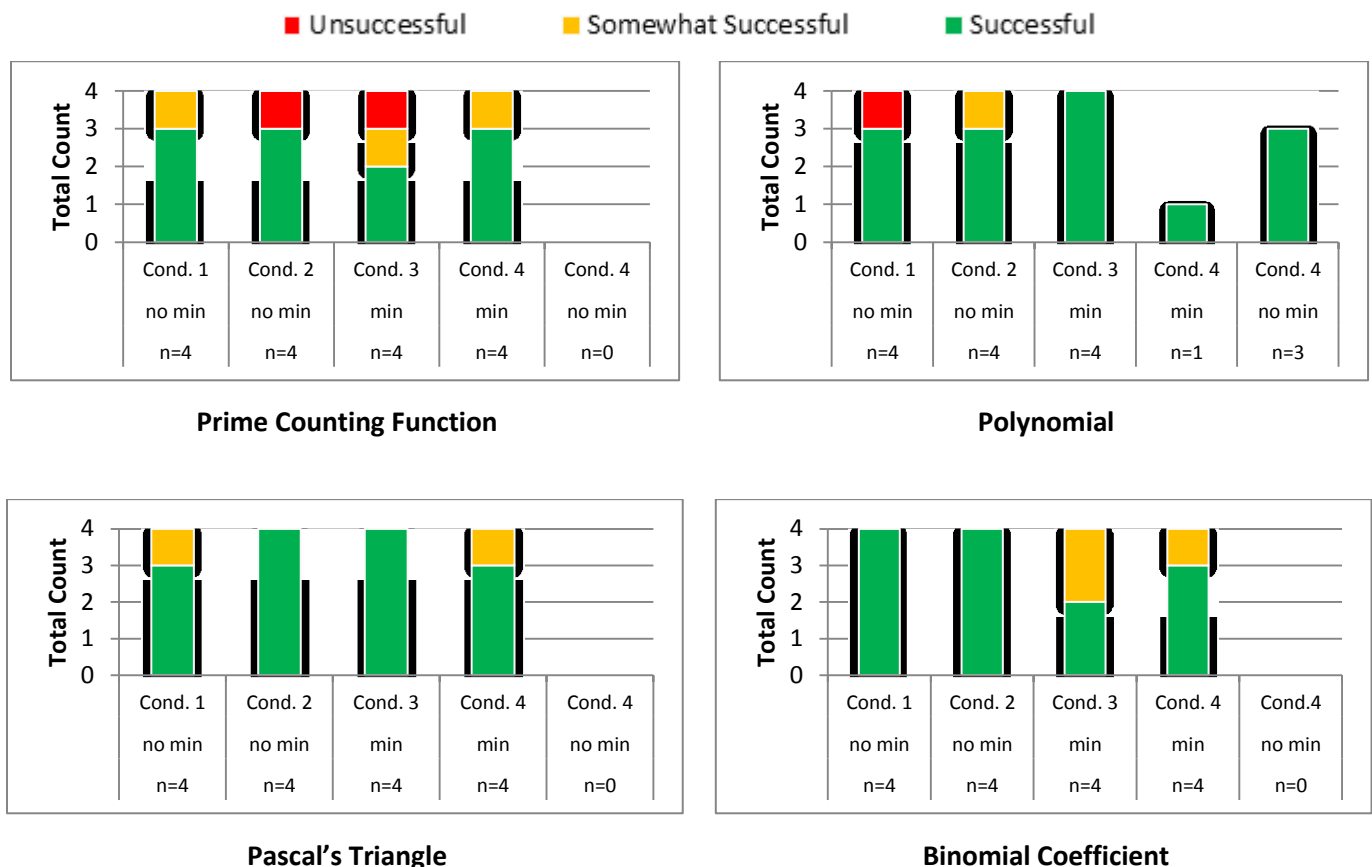 Unsuccessful Somewhat Successful Successful
Total Count
4
3
2
1
0
Cond. 1 Cond. 2 Cond. 3 Cond. 4 Cond. 4
no min no min min min no min
n=4 n=4 n=4 n=4 n=0
Prime Counting Function
Total Count
4
3
2
1
0
Cond. 1 Cond. 2 Cond. 3 Cond. 4 Cond. 4
no min no min min min no min
n=4 n=4 n=4 n=1 n=3
Polynomial
Total Count
4
3
2
1
0
Cond. 1 Cond. 2 Cond. 3 Cond. 4 Cond. 4
no min no min min min no min
n=4 n=4 n=4 n=4 n=0
Pascal’s Triangle
Total Count
4
3
2
1
0
Cond. 1 Cond. 2 Cond. 3 Cond. 4 Cond.4
no min no min min min no min
n=4 n=4 n=4 n=4 n=0
Binomial Coefficient